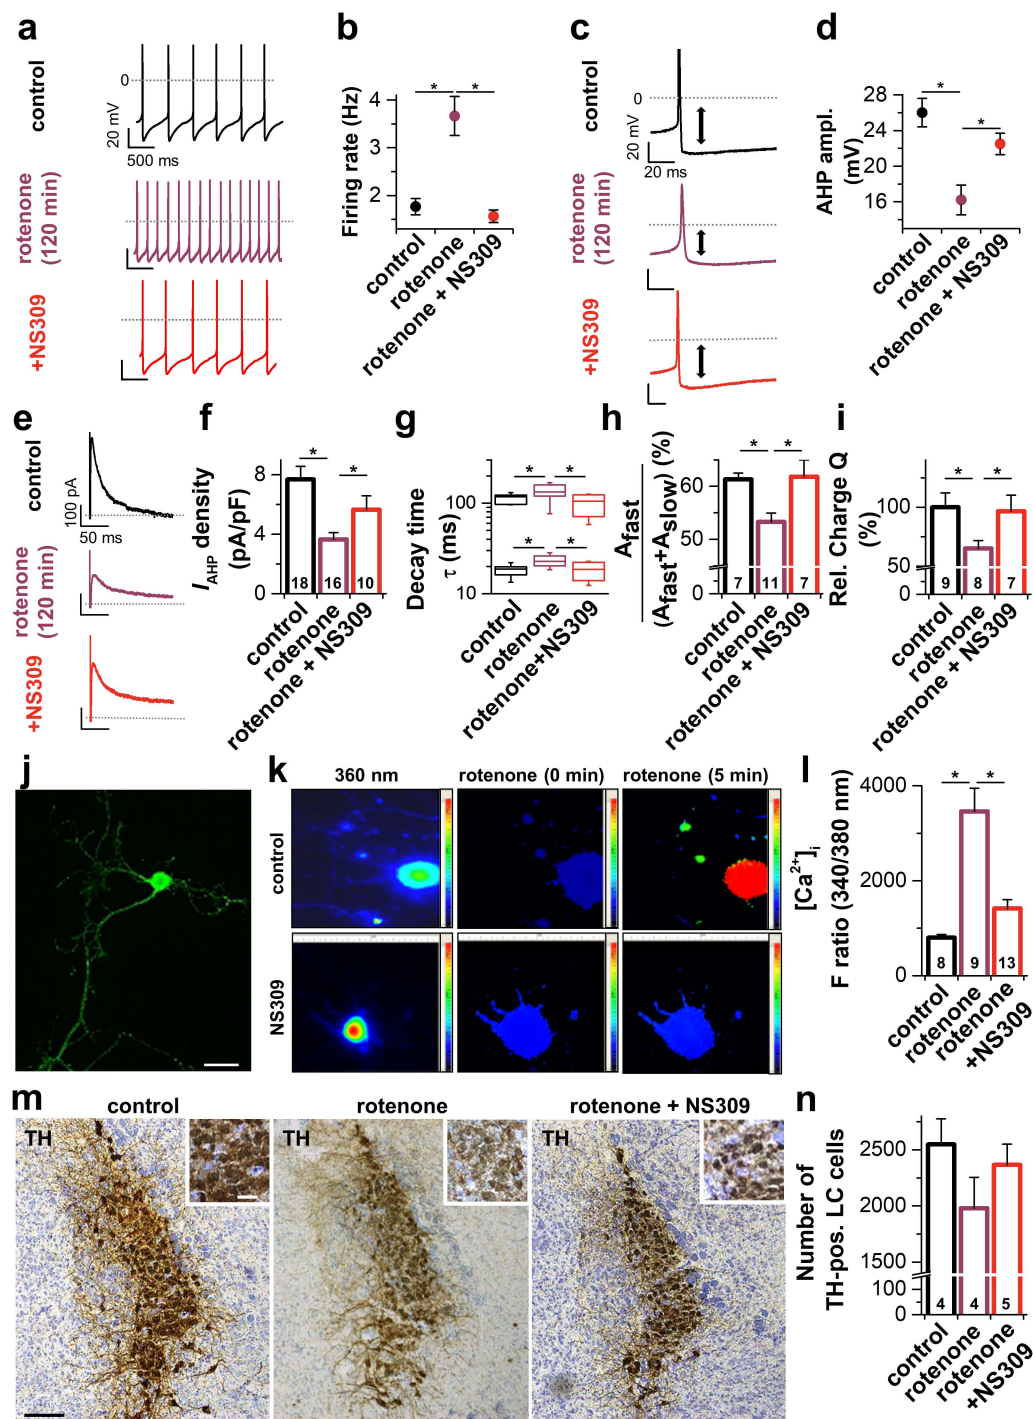 a
control
0
20 mV
500 ms
rotenone
(120 min)
+NS309
b
Firing rate (Hz)
4
3
2
*
*
control
rotenone
rotenone + NS309
c
control
0
20 mV
20 ms
rotenone
(120 min)
+NS309
d
AHP ampl.
(mV)
28
26
22
16
*
*
control
rotenone
rotenone + NS309
e
control
100 pA
50 ms
rotenone
(120 min)
+NS309
f
IAHP density
(pA/pF)
8
4
0
*
*
18
16
10
control
rotenone
rotenone + NS309
g
Decay time
τ (ms)
100
10
*
*
*
*
control
rotenone
rotenone+NS309
h
Afast
(Afast+Aslow) (%)
60
50
0
*
*
7
11
7
control
rotenone
rotenone + NS309
i
Rel. Charge Q
(%)
100
50
0
*
*
9
8
7
control
rotenone
rotenone + NS309
j
k
360 nm
rotenone (0 min)
rotenone (5 min)
control
NS309
l
[Ca2+]i
F ratio (340/380 nm)
4000
2000
0
*
*
8
9
13
control
rotenone
rotenone
+NS309
m
control
rotenone
rotenone + NS309
TH
TH
TH
n
Number of
TH-pos. LC cells
2500
2000
1500
100
0
4
4
5
control
rotenone
rotenone
+NS309